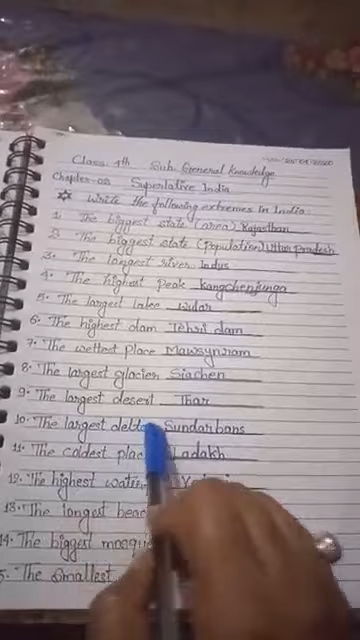 Class 4th Sub. General Knowledge
Chapter-03 Superlative India
Write the following extremes in India.
1. The biggest state (area) Rajasthan
2. The biggest state (Population) Uttar Pradesh
3. The longest river Indus
4. The highest peak Kangchenjunga
5. The largest lake Wular
6. The highest dam Tehri dam
7. The wettest place Mawsynram
8. The largest glacier Siachen
9. The largest desert Thar
10. The largest delta Sundarbans
11. The coldest place Ladakh
12. The highest
13. The longest
14. The biggest mosque
5. The smallest